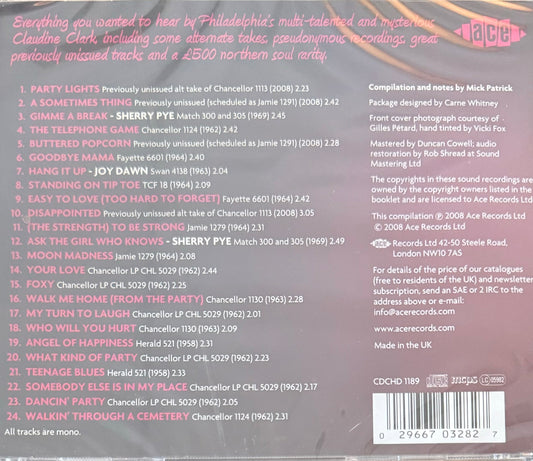 Everything you wanted to hear by Philadelphia's multi-talented and mysterious
Claudine Clark, including some alternate takes, pseudonymous recordings, great
previously unissued tracks and a £500 northern soul rarity.
ace
1. PARTY LIGHTS Previously unissued alt take of Chancellor 1113 (2008) 2.23
2. A SOMETIMES THING Previously unissued (scheduled as Jamie 1291) (2008) 2.42
3. GIMME A BREAK - SHERRY PYE Match 300 and 305 (1969) 2.45
4. THE TELEPHONE GAME Chancellor 1124 (1962) 2.42
5. BUTTERED POPCORN Previously unissued (scheduled as Jamie 1291) (2008) 2.42
6. GOODBYE MAMA Fayette 6601 (1964) 2.40
7. HANG IT UP - JOY DAWN Swan 4138 (1963) 2.04
8. STANDING ON TIP TOE TCF 18 (1964) 2.09
9. EASY TO LOVE (TOO HARD TO FORGET) Fayette 6601 (1964) 2.42
10. DISAPPOINTED Previously unissued alt take of Chancellor 1113 (2008) 3.05
11. (THE STRENGTH) TO BE STRONG Jamie 1279 (1964) 2.31
12. ASK THE GIRL WHO KNOWS - SHERRY PYE Match 300 and 305 (1969) 2.49
13. MOON MADNESS Jamie 1279 (1964) 2.08
14. YOUR LOVE Chancellor LP CHL 5029 (1962) 2.44
15. FOXY Chancellor LP CHL 5029 (1962) 2.25
16. WALK ME HOME (FROM THE PARTY) Chancellor 1130 (1963) 2.28
17. MY TURN TO LAUGH Chancellor LP CHL 5029 (1962) 2.01
18. WHO WILL YOU HURT Chancellor 1130 (1963) 2.09
19. ANGEL OF HAPPINESS Herald 521 (1958) 2.31
20. WHAT KIND OF PARTY Chancellor LP CHL 5029 (1962) 2.23
21. TEENAGE BLUES Herald 521 (1958) 2.33
22. SOMEBODY ELSE IS IN MY PLACE Chancellor LP CHL 5029 (1962) 2.17
23. DANCIN' PARTY Chancellor LP CHL 5029 (1962) 2.33
24. WALKIN' THROUGH A CEMETERY Chancellor 1124 (1962) 2.31
All tracks are mono.
Compilation and notes by Mick Patrick
Package designed by Carne Whitney
Front cover photograph courtesy of
Gilles Pétard, hand tinted by Vicki Fox
Mastered by Duncan Cowell; audio
restoration by Rob Shread at Sound
Mastering Ltd
The copyrights in these sound recordings are
owned by the copyright owners listed in the
booklet and are licensed to Ace Records Ltd
This compilation ℗ 2008 Ace Records Ltd
© 2008 Ace Records Ltd
ace Records Ltd 42-50 Steele Road,
London NW10 7AS
For details of the price of our catalogues
(free to residents of the UK) and newsletter
subscription, send an SAE or 2 IRC to the
address above or e-mail:
info@acerecords.com
www.acerecords.com
Made in the UK
CDCHD 1189 mcps LC 05982
0 29667 03282 7